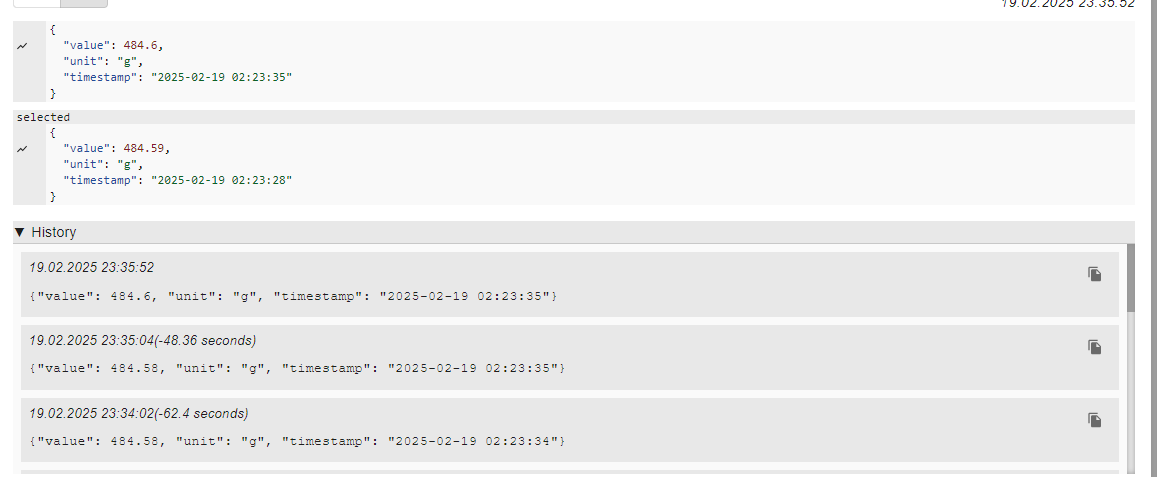 19.02.2025 23:35:52
{
"value": 484.6,
"unit": "g",
"timestamp": "2025-02-19 02:23:35"
}
selected
{
"value": 484.59,
"unit": "g",
"timestamp": "2025-02-19 02:23:28"
}
▼ History
19.02.2025 23:35:52
{"value": 484.6, "unit": "g", "timestamp": "2025-02-19 02:23:35"}
19.02.2025 23:35:04(-48.36 seconds)
{"value": 484.58, "unit": "g", "timestamp": "2025-02-19 02:23:35"}
19.02.2025 23:34:02(-62.4 seconds)
{"value": 484.58, "unit": "g", "timestamp": "2025-02-19 02:23:34"}